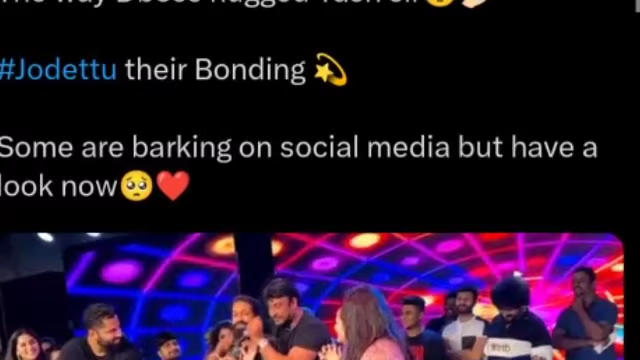 #Jodettu their Bonding 💫
Some are barking on social media but have a
look now🥺❤️